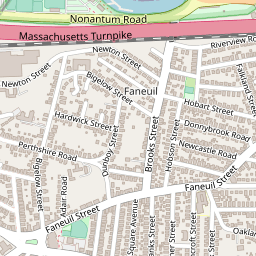 Nonantum Road
Massachusetts Turnpike
Riverview Road
Newton Street
Newton Street
Bigelow Street
Faneuil
Falkland Street
Hobart Street
Hardwick Street
Donnybrook Road
Dunboy Street
Brooks Street
Hobson Street
Newcastle Road
Perthshire Road
Bigelow Street
Adair Road
Faneuil Street
Faneuil Street
Square Avenue